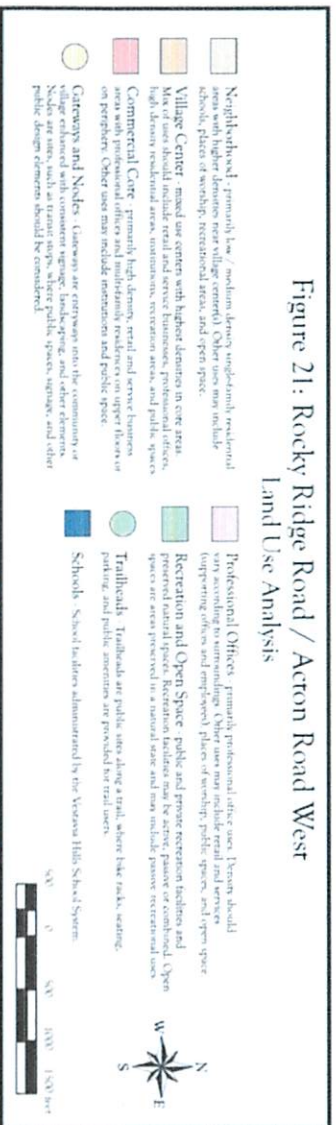 Figure 21: Rocky Ridge Road / Acton Road West
Land Use Analysis
Neighborhood - primarily low / medium density single-family residential
areas with higher densities near village center(s). Other uses may include
schools, places of worship, recreational areas, and open space.
Village Center - mixed use centers with highest densities in core areas.
Mix of uses should include retail and service businesses, professional offices,
high density residential areas, institutions, recreation areas, and public spaces.
Commercial Core - primarily high density, retail and service business
areas with professional offices and multi-family residences on upper floors or
on periphery. Other uses may include institutions and public space.
Gateways and Nodes - Gateways are entryways into the community or
village enhanced with consistent signage, landscaping, and other elements.
Nodes are sites, such as transit stops, where public spaces, signage, and other
public design elements should be considered.
Professional Offices - primarily professional office uses. Density should
vary according to surroundings. Other uses may include retail and services
(supporting offices and employees), places of worship, public spaces, and open space.
Recreation and Open Space - public and private recreation facilities and
preserved natural spaces. Recreation facilities may be active, passive or combined. Open
spaces are areas preserved in a natural state and may include passive recreational uses.
Trailheads - Trailheads are public sites along a trail, where bike racks, seating,
parking, and public amenities are provided for trail users.
Schools - School facilities administrated by the Vestavia Hills School System.
N
W
E
S
500 0 500 1000 1500 feet